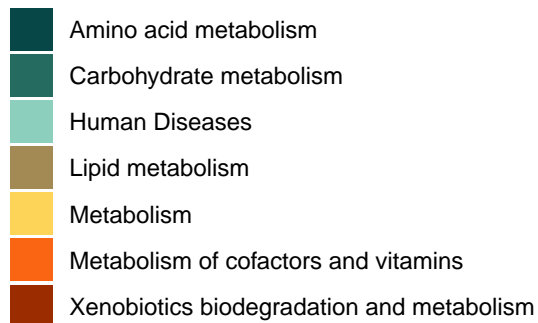 Amino acid metabolism
Carbohydrate metabolism
Human Diseases
Lipid metabolism
Metabolism
Metabolism of cofactors and vitamins
Xenobiotics biodegradation and metabolism